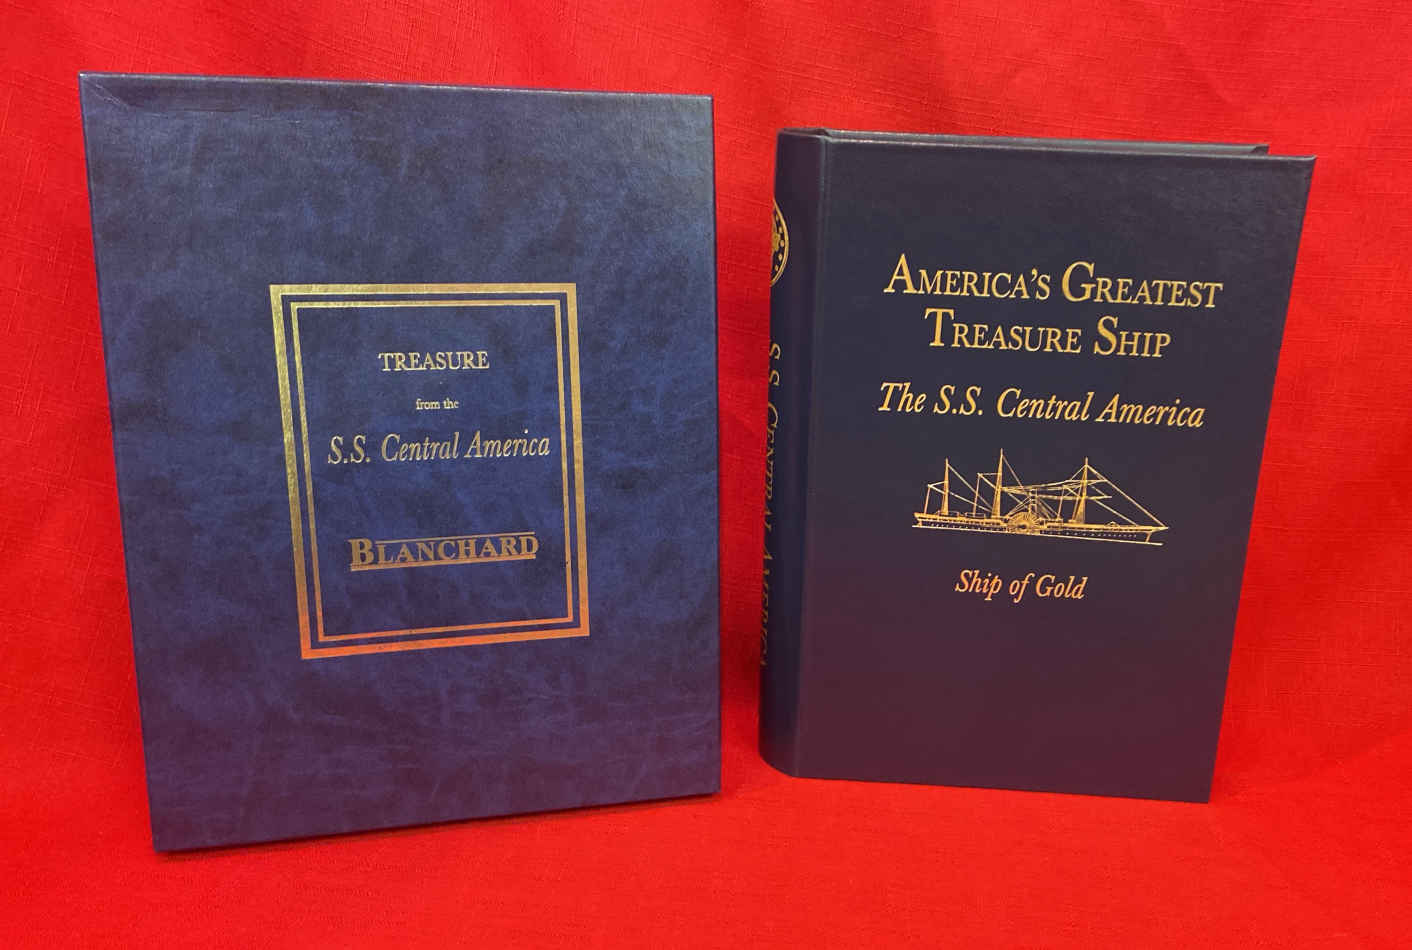 TREASURE
from the
S.S. Central America
BLANCHARD
S.S. CENTRAL AMERICA
AMERICA'S GREATEST
TREASURE SHIP
The S.S. Central America
Ship of Gold